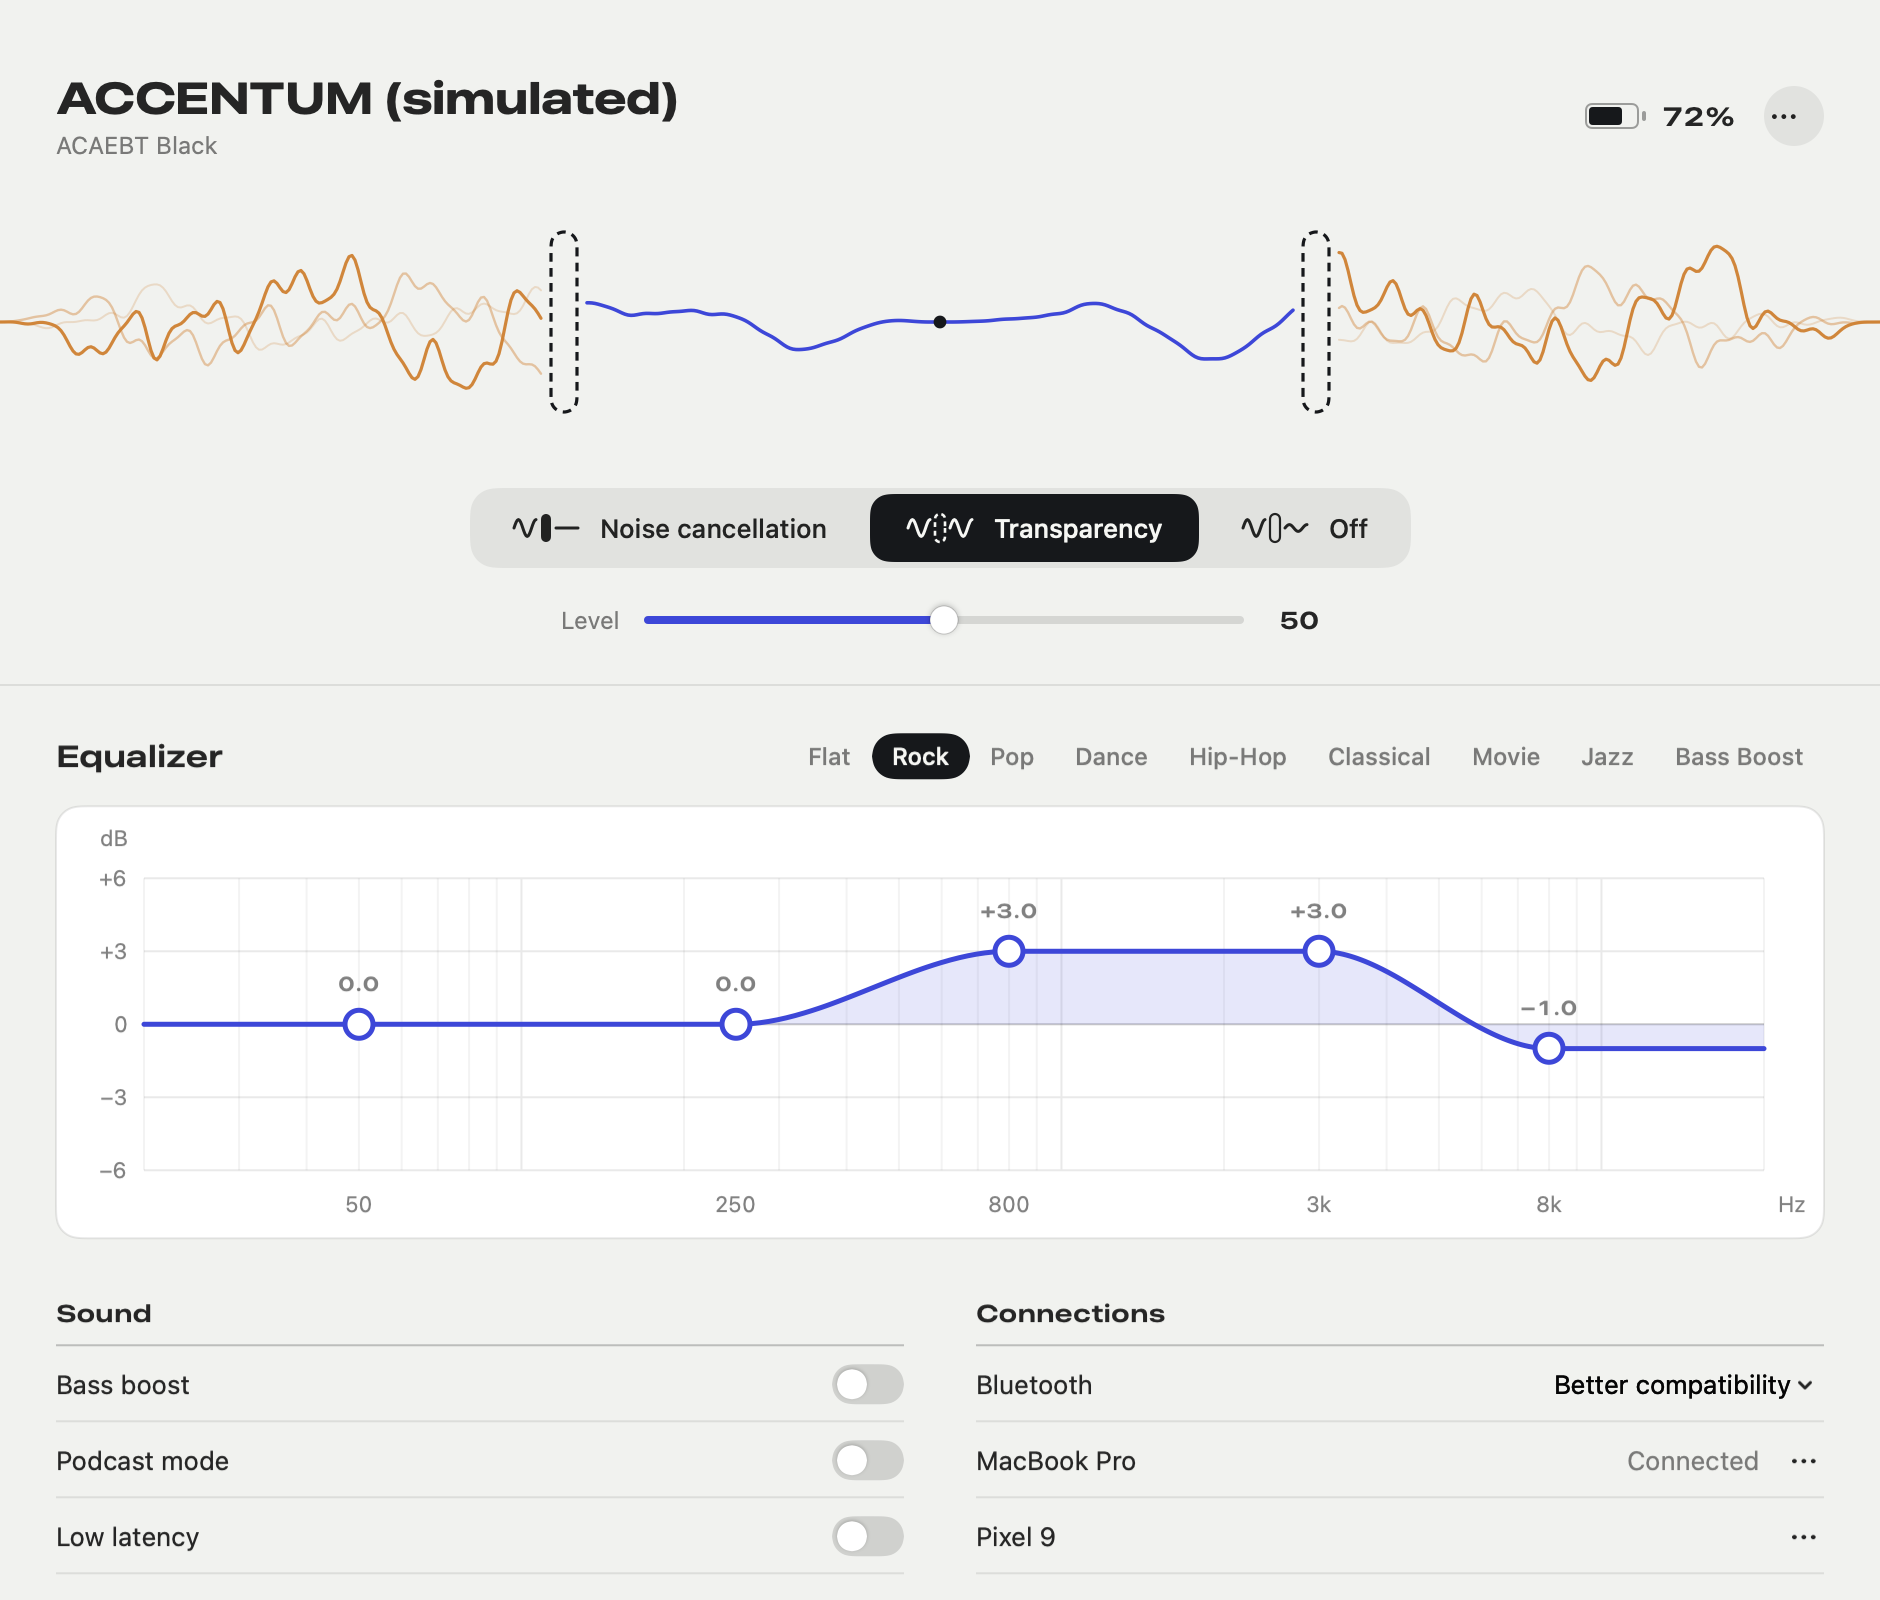 ACCENTUM (simulated)
ACAEBT Black
72%
Noise cancellation
Transparency
Off
Level
50
Equalizer
Flat Rock Pop Dance Hip-Hop Classical Movie Jazz Bass Boost
dB
+6
+3
0
−3
−6
0.0
0.0
+3.0
+3.0
−1.0
50 250 800 3k 8k Hz
Sound
Bass boost
Podcast mode
Low latency
Connections
Bluetooth Better compatibility
MacBook Pro Connected
Pixel 9